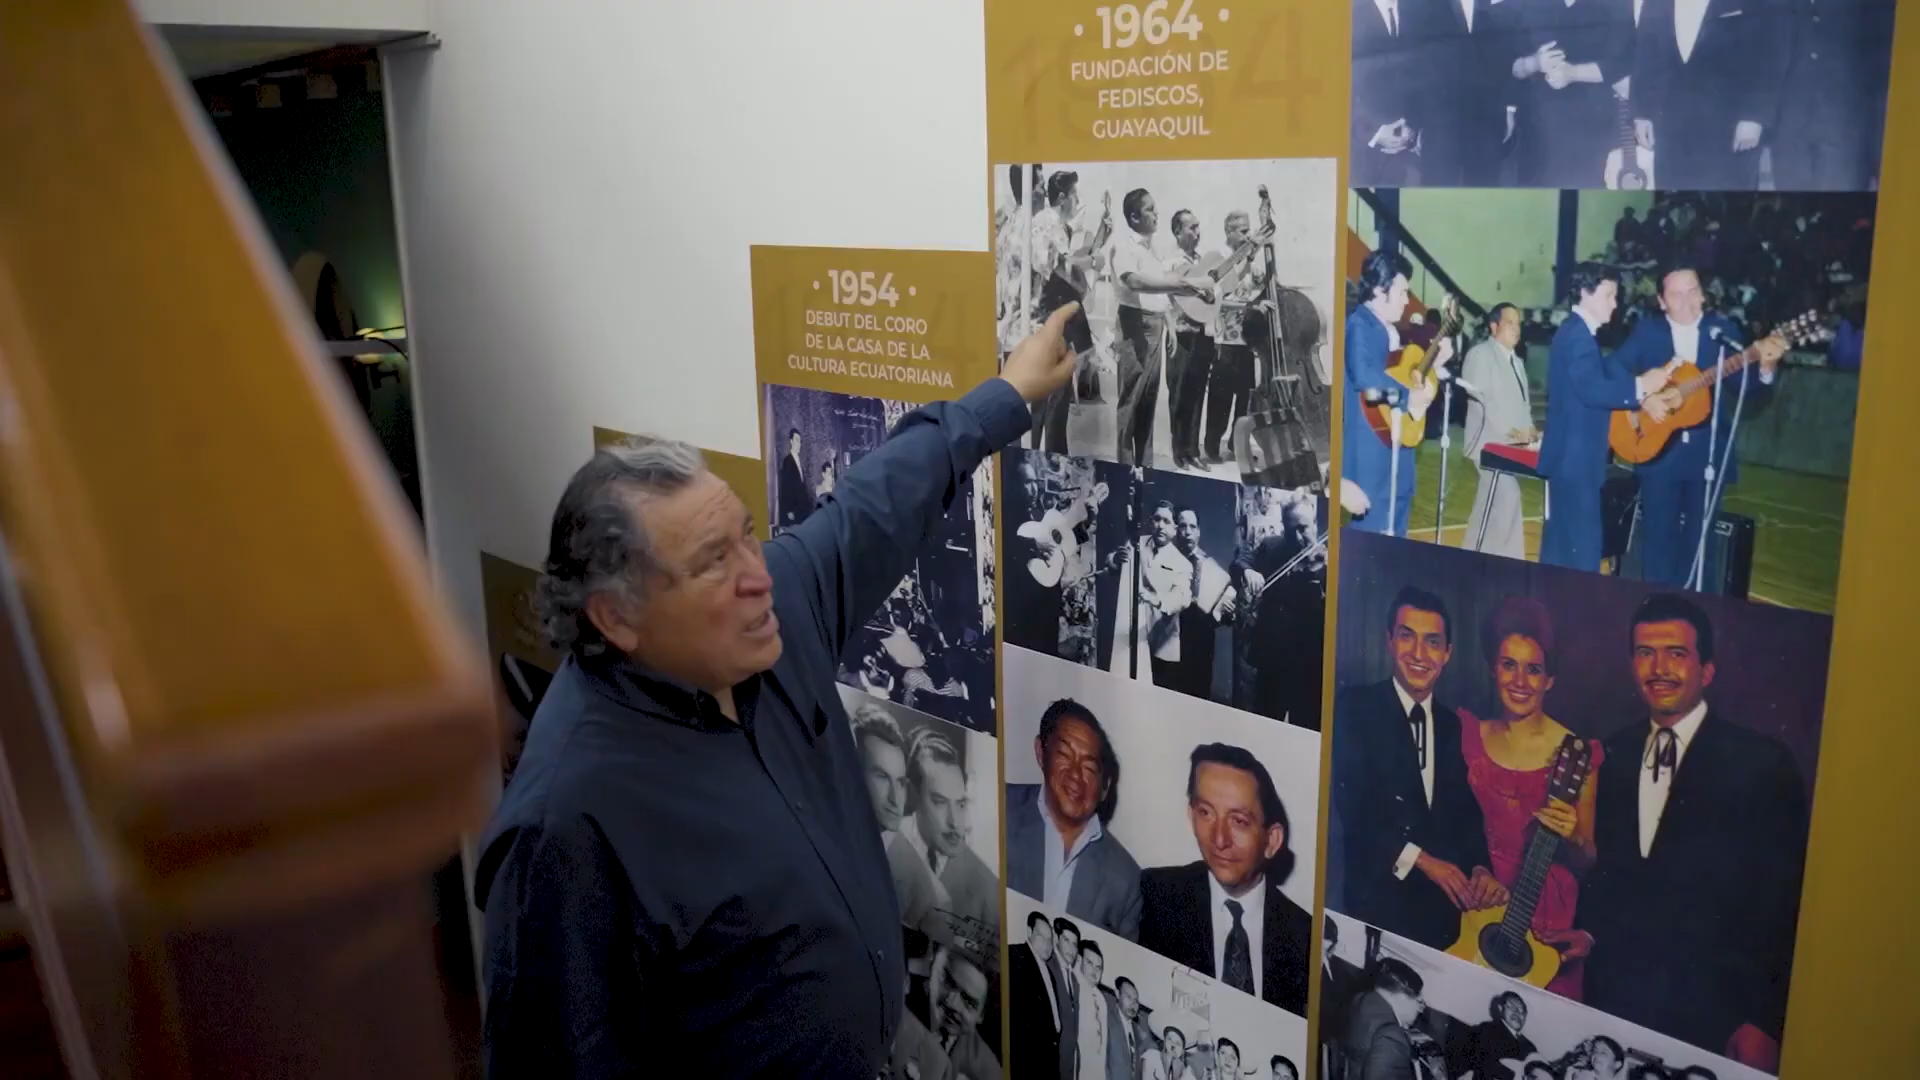 · 1964 ·
FUNDACIÓN DE
FEDISCOS,
GUAYAQUIL
· 1954 ·
DEBUT DEL CORO
DE LA CASA DE LA
CULTURA ECUATORIANA